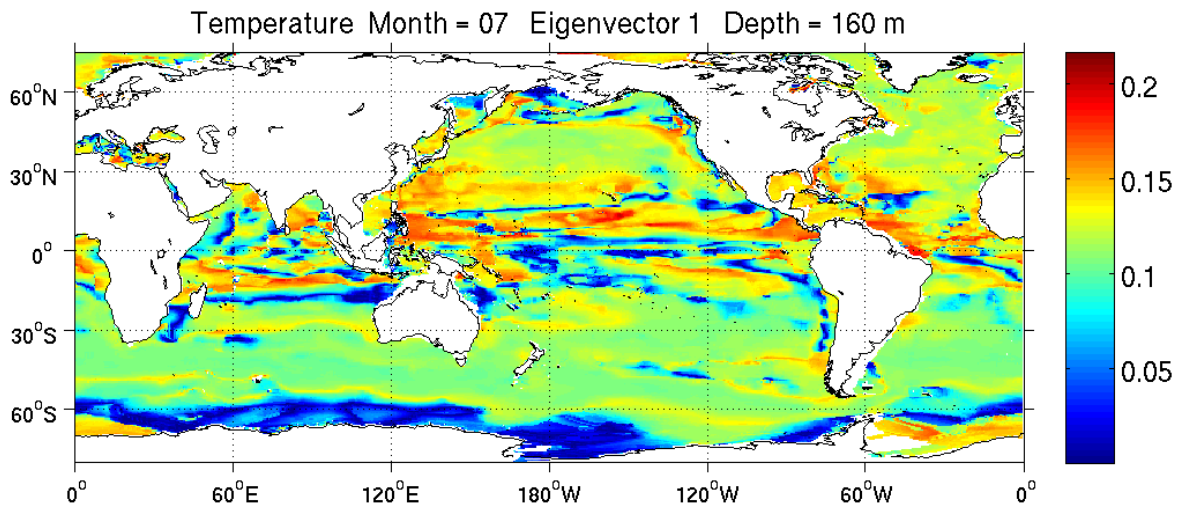 Temperature Month = 07 Eigenvector 1 Depth = 160 m
60°N
30°N
0°
30°S
60°S
0° 60°E 120°E 180°W 120°W 60°W 0°
0.2
0.15
0.1
0.05